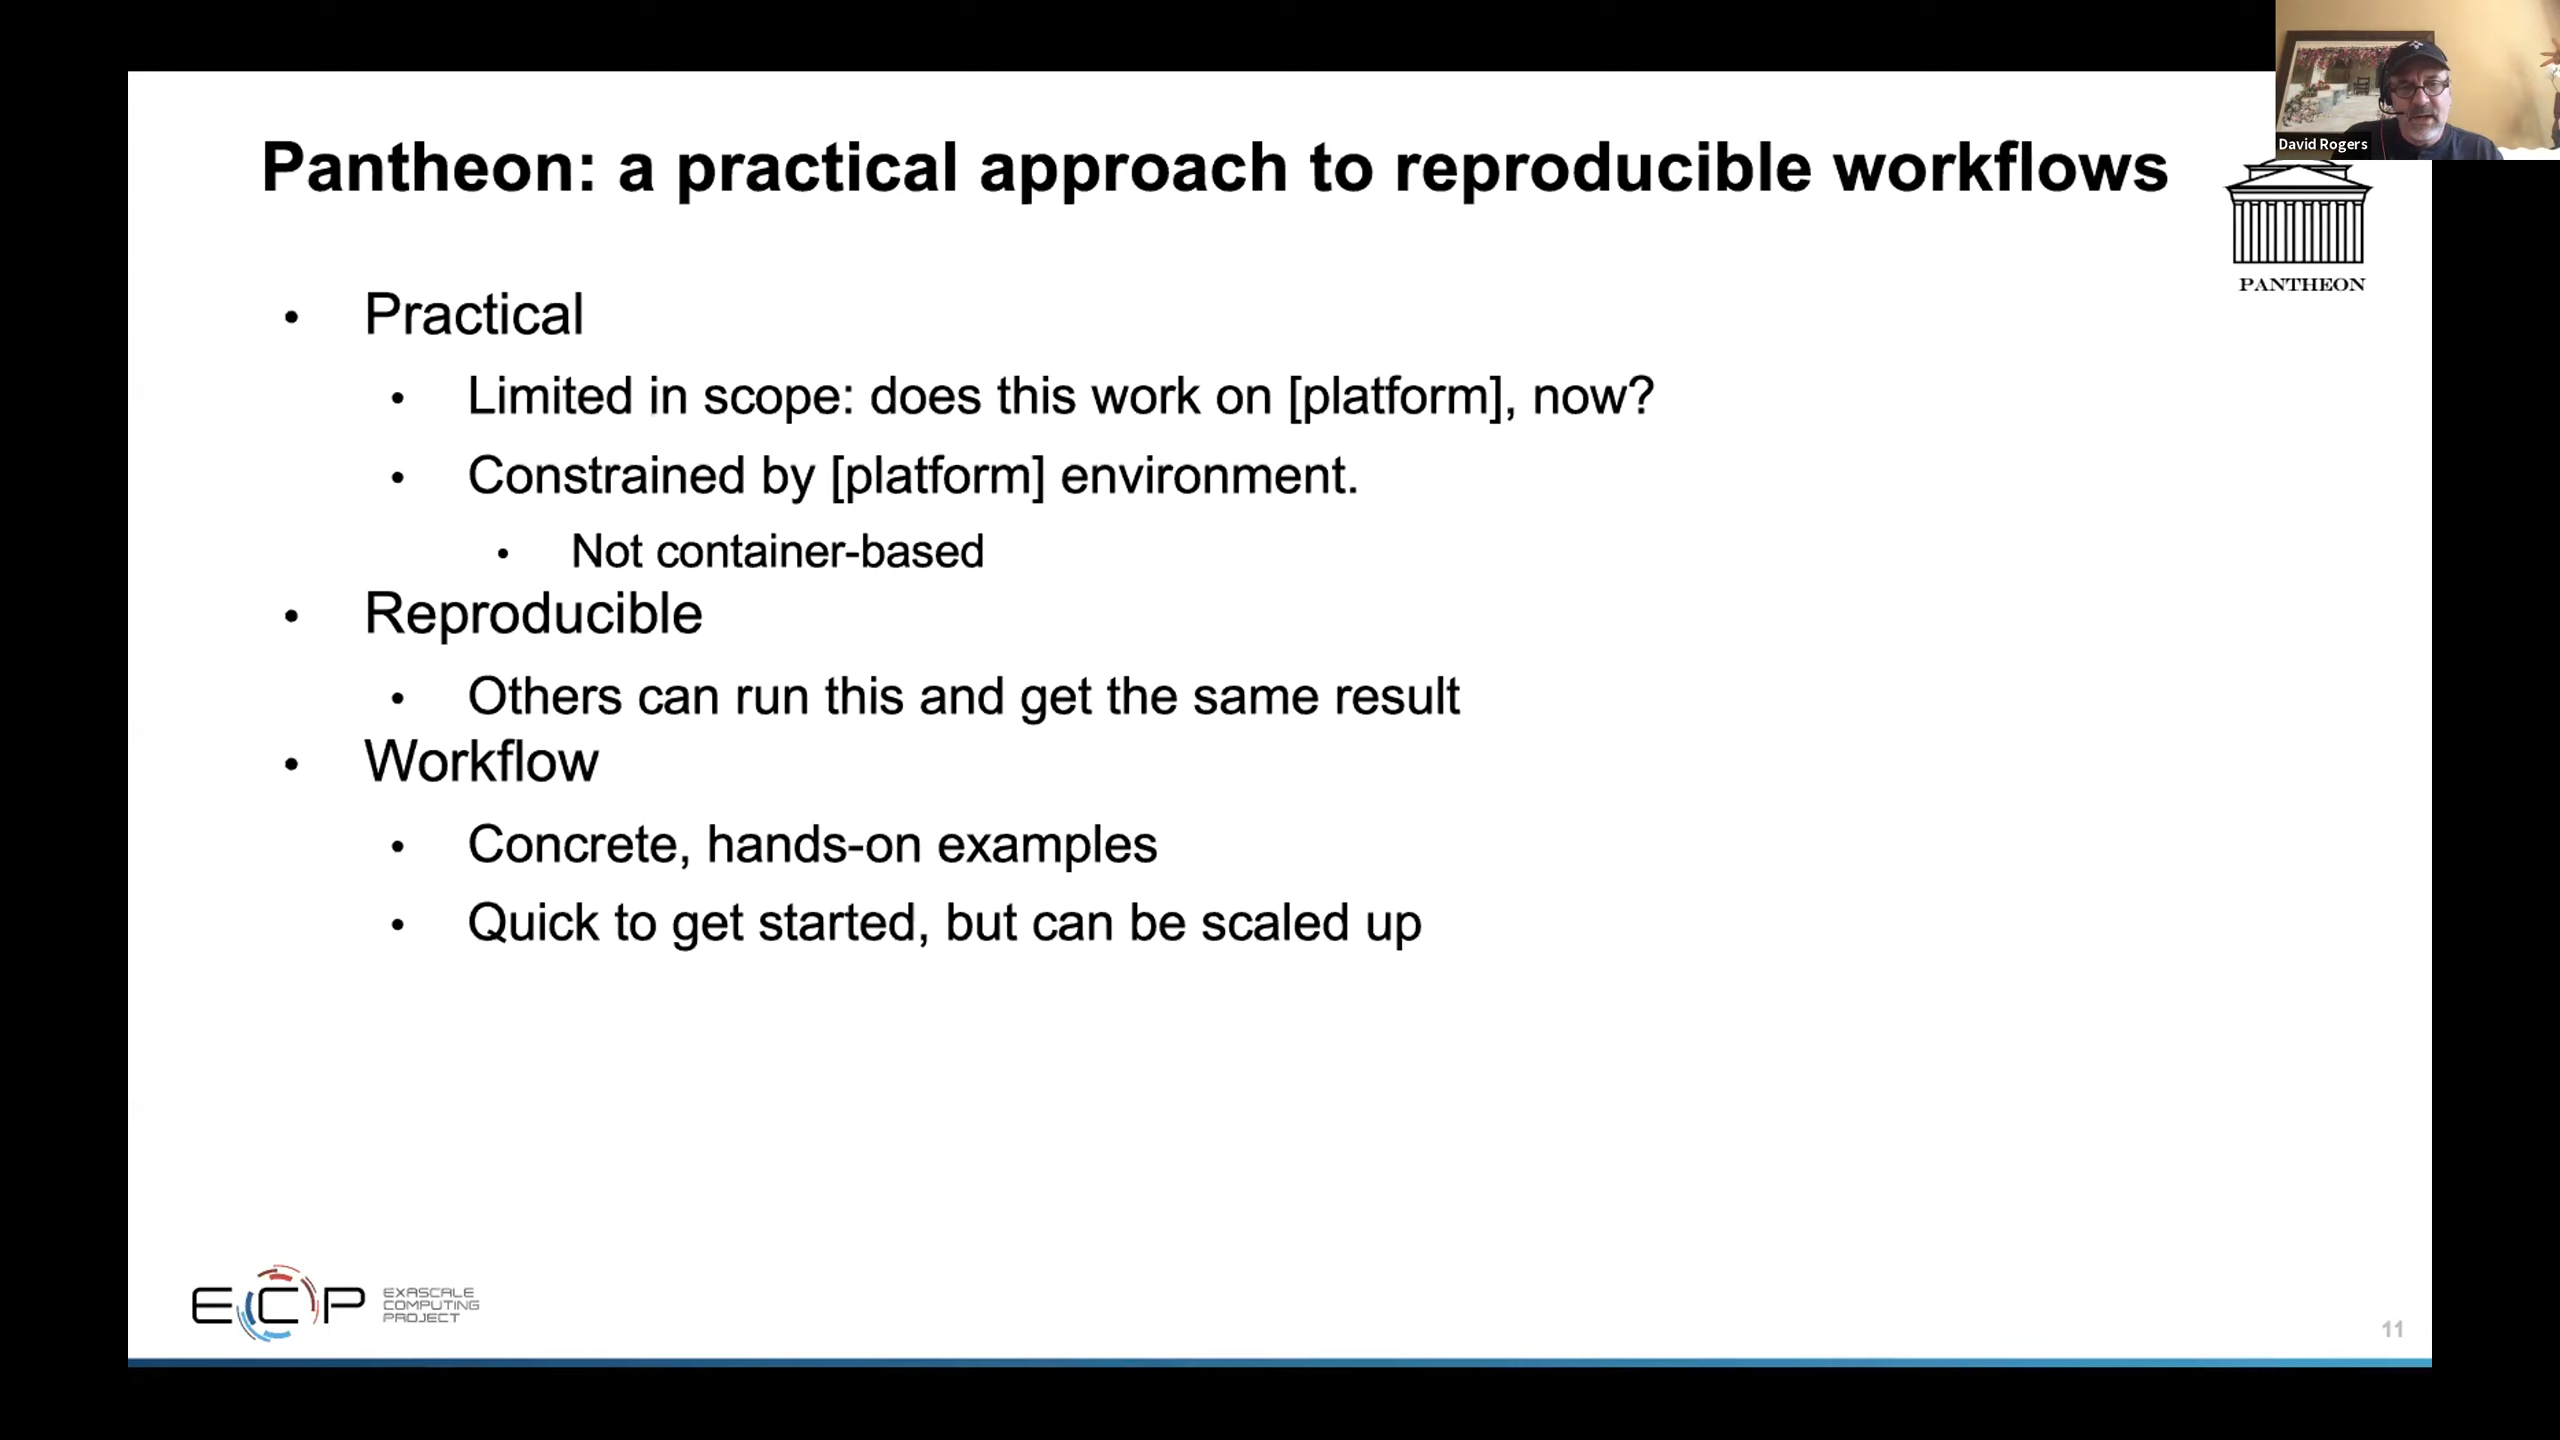 David Rogers
Pantheon: a practical approach to reproducible workflows
PANTHEON
• Practical
• Limited in scope: does this work on [platform], now?
• Constrained by [platform] environment.
• Not container-based
• Reproducible
• Others can run this and get the same result
• Workflow
• Concrete, hands-on examples
• Quick to get started, but can be scaled up
ECP
EXASCALE
COMPUTING
PROJECT
11